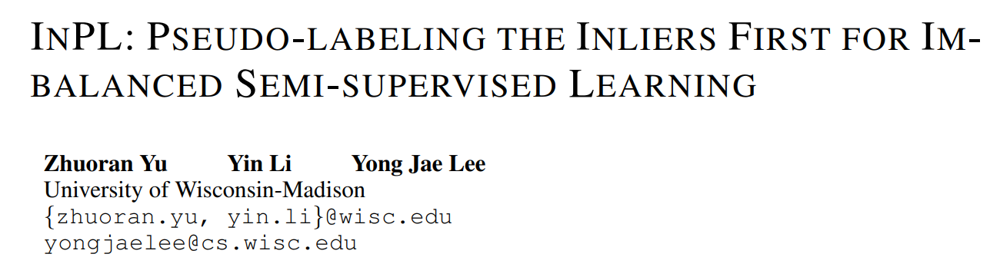 INPL: PSEUDO-LABELING THE INLIERS FIRST FOR IM-
BALANCED SEMI-SUPERVISED LEARNING
Zhuoran Yu Yin Li Yong Jae Lee
University of Wisconsin-Madison
{zhuoran.yu, yin.li}@wisc.edu
yongjaelee@cs.wisc.edu